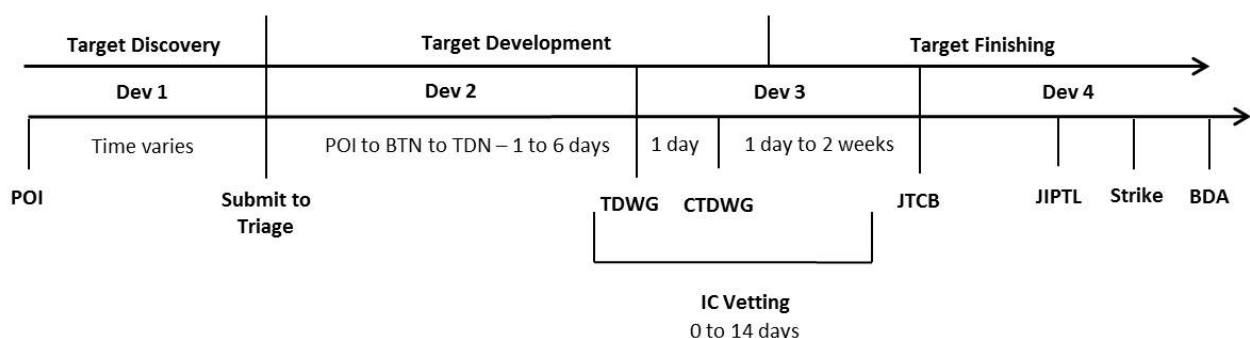 Target Discovery
Target Development
Target Finishing
Dev 1
Dev 2
Dev 3
Dev 4
Time varies
POI to BTN to TDN – 1 to 6 days
1 day
1 day to 2 weeks
POI
Submit to
Triage
TDWG
CTDWG
JTCB
JIPTL
Strike
BDA
IC Vetting
0 to 14 days